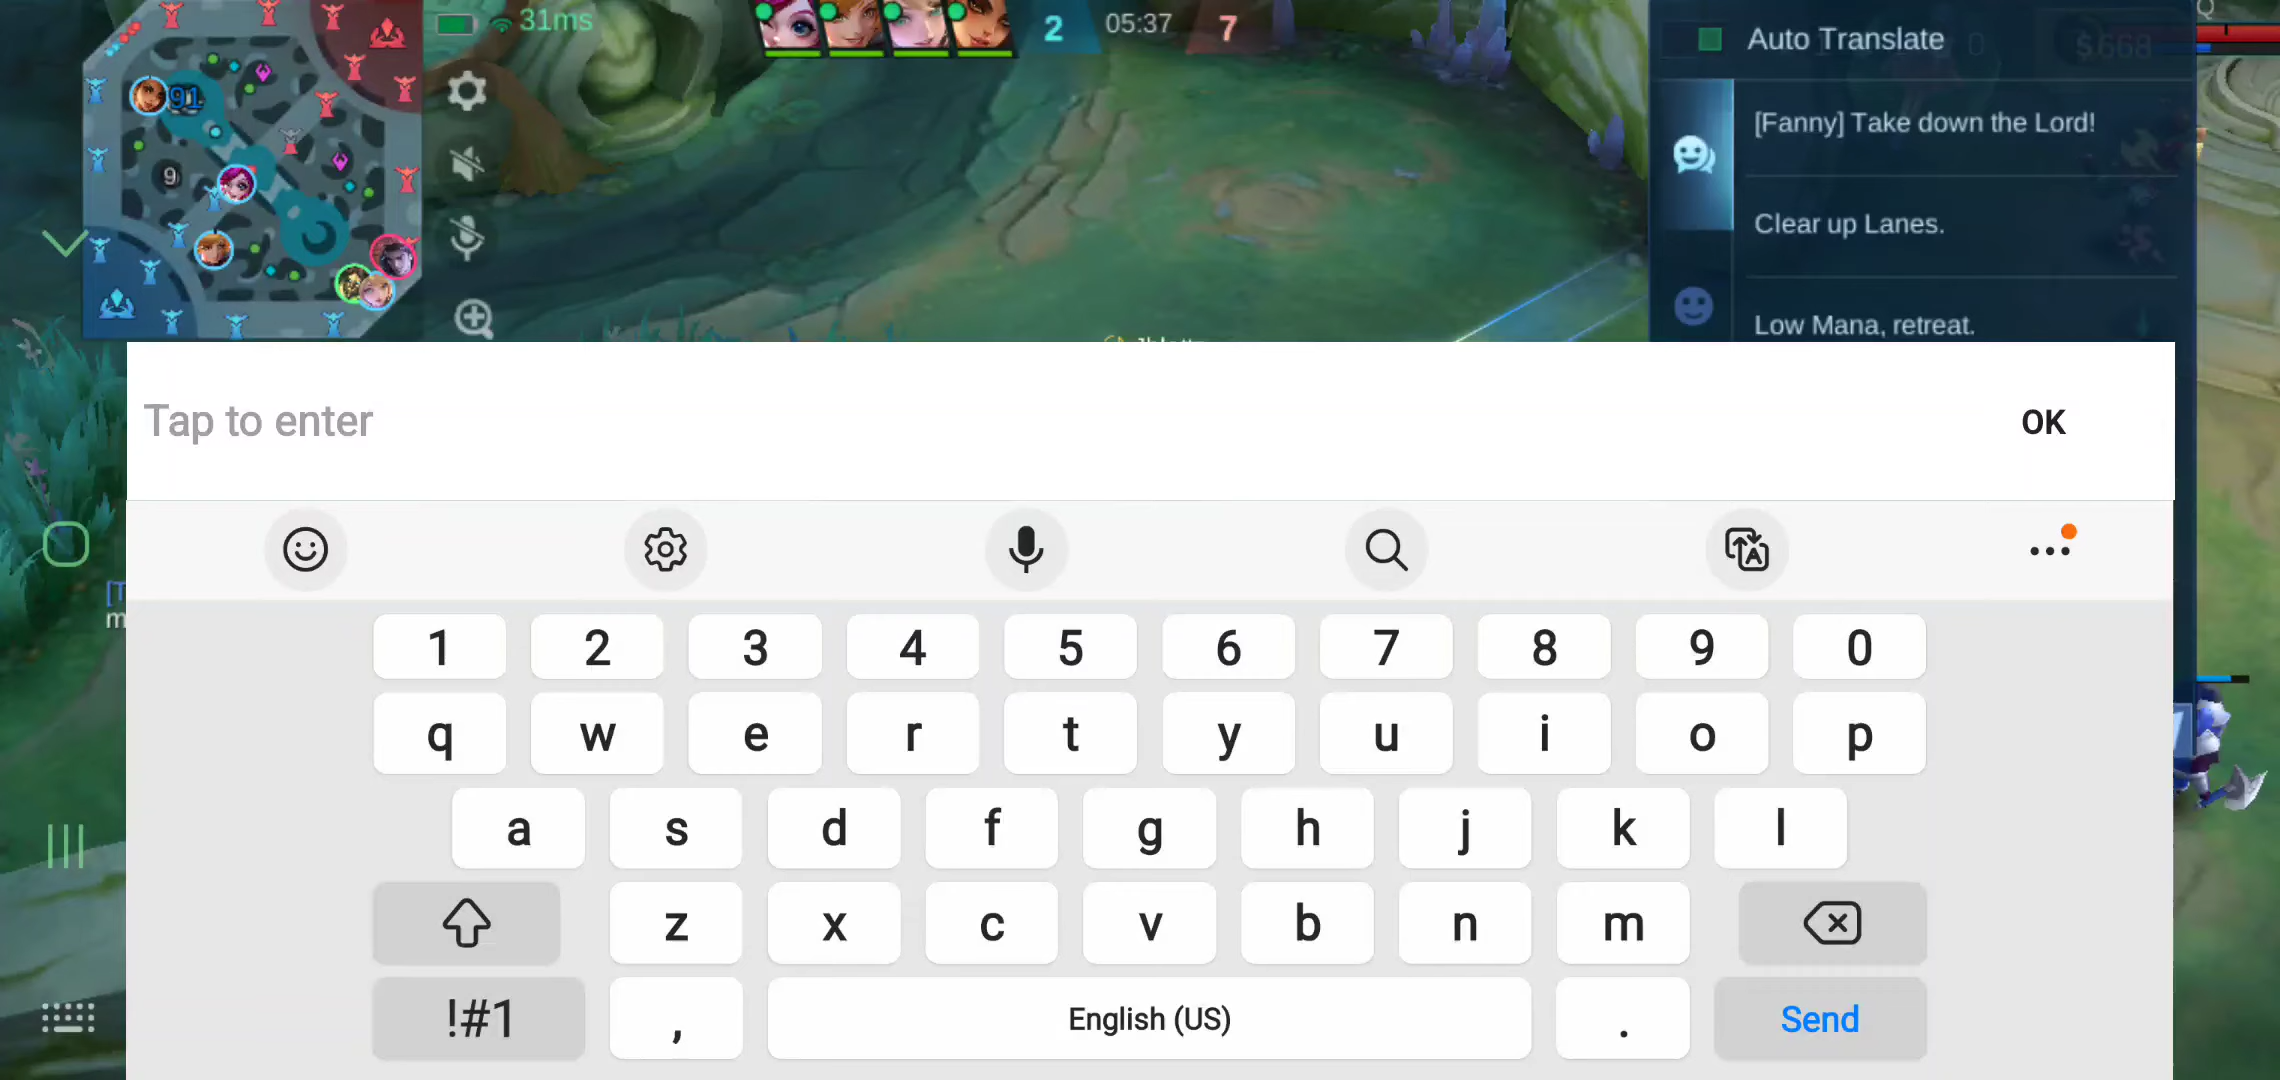 31ms
2 05:37 7
Auto Translate
0
$668
Q
91
[Fanny] Take down the Lord!
9
Clear up Lanes.
Low Mana, retreat.
Tap to enter
OK
1 2 3 4 5 6 7 8 9 0
q w e r t y u i o p
a s d f g h j k l
z x c v b n m
!#1 , English (US) . Send